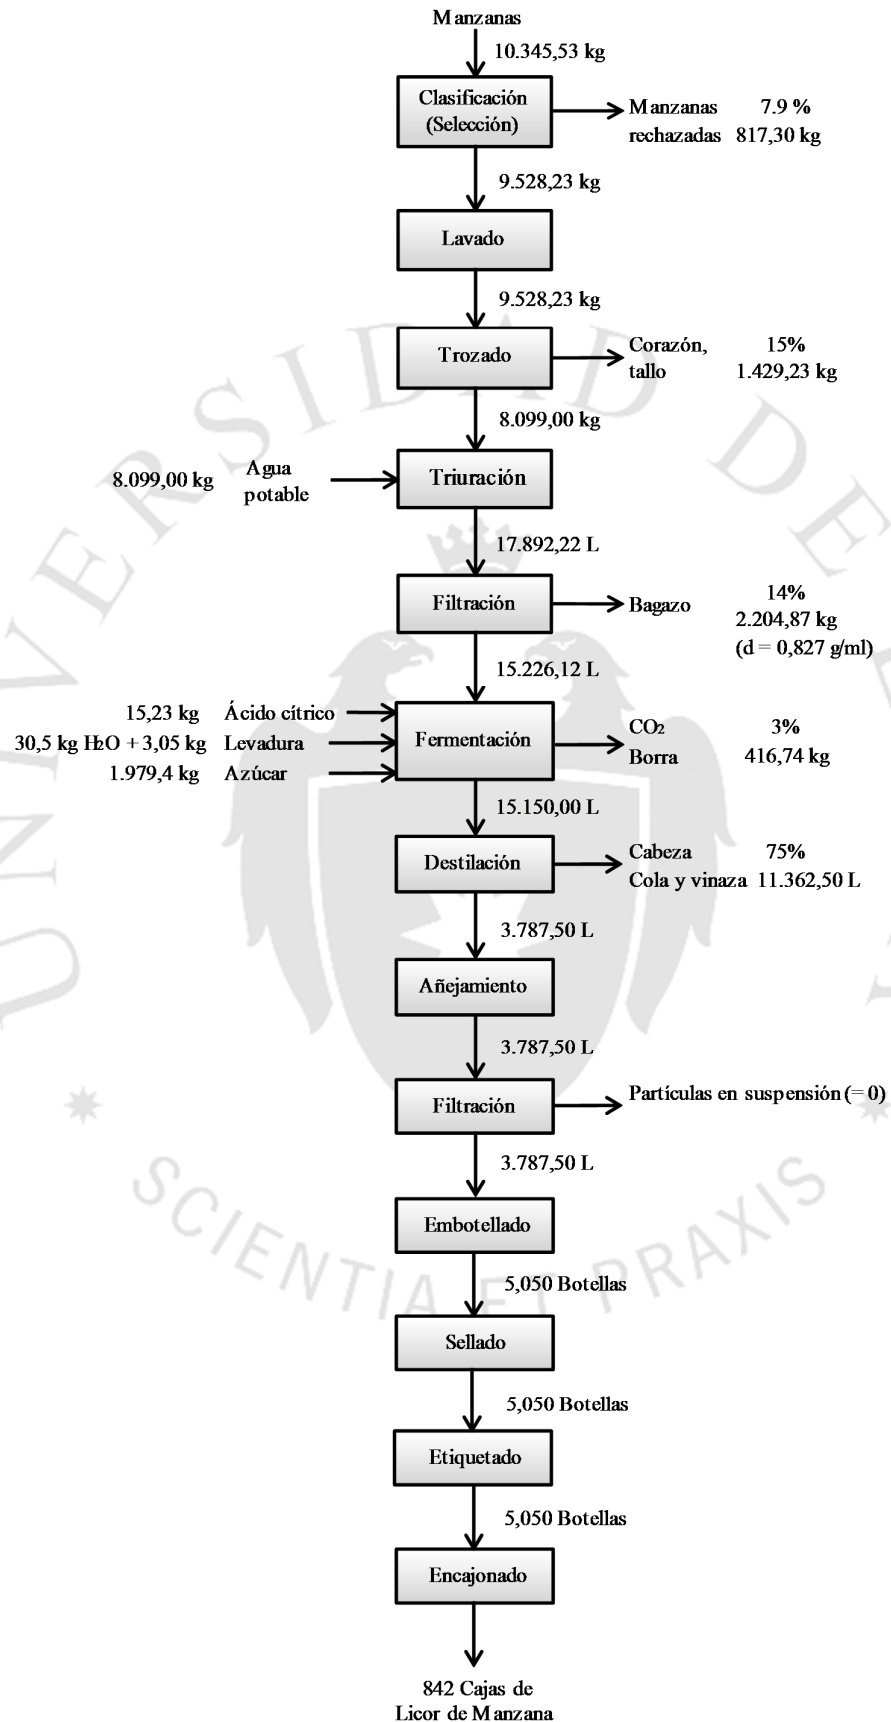 Manzanas
10.345,53 kg
Clasificación
(Selección)
Manzanas 7.9 %
rechazadas 817,30 kg
9.528,23 kg
Lavado
9.528,23 kg
Trozado
Corazón, 15%
tallo 1.429,23 kg
8.099,00 kg
8.099,00 kg Agua
potable
Triuración
17.892,22 L
Filtración
Bagazo 14%
2.204,87 kg
(d = 0,827 g/ml)
15.226,12 L
15,23 kg Ácido cítrico
30,5 kg H2O + 3,05 kg Levadura
1.979,4 kg Azúcar
Fermentación
CO2 3%
Borra 416,74 kg
15.150,00 L
Destilación
Cabeza 75%
Cola y vinaza 11.362,50 L
3.787,50 L
Añejamiento
3.787,50 L
Filtración
Partículas en suspensión (= 0)
3.787,50 L
Embotellado
5,050 Botellas
Sellado
5,050 Botellas
Etiquetado
5,050 Botellas
Encajonado
842 Cajas de
Licor de Manzana
UNIVERSIDAD DE
SCIENTIA ET PRAXIS